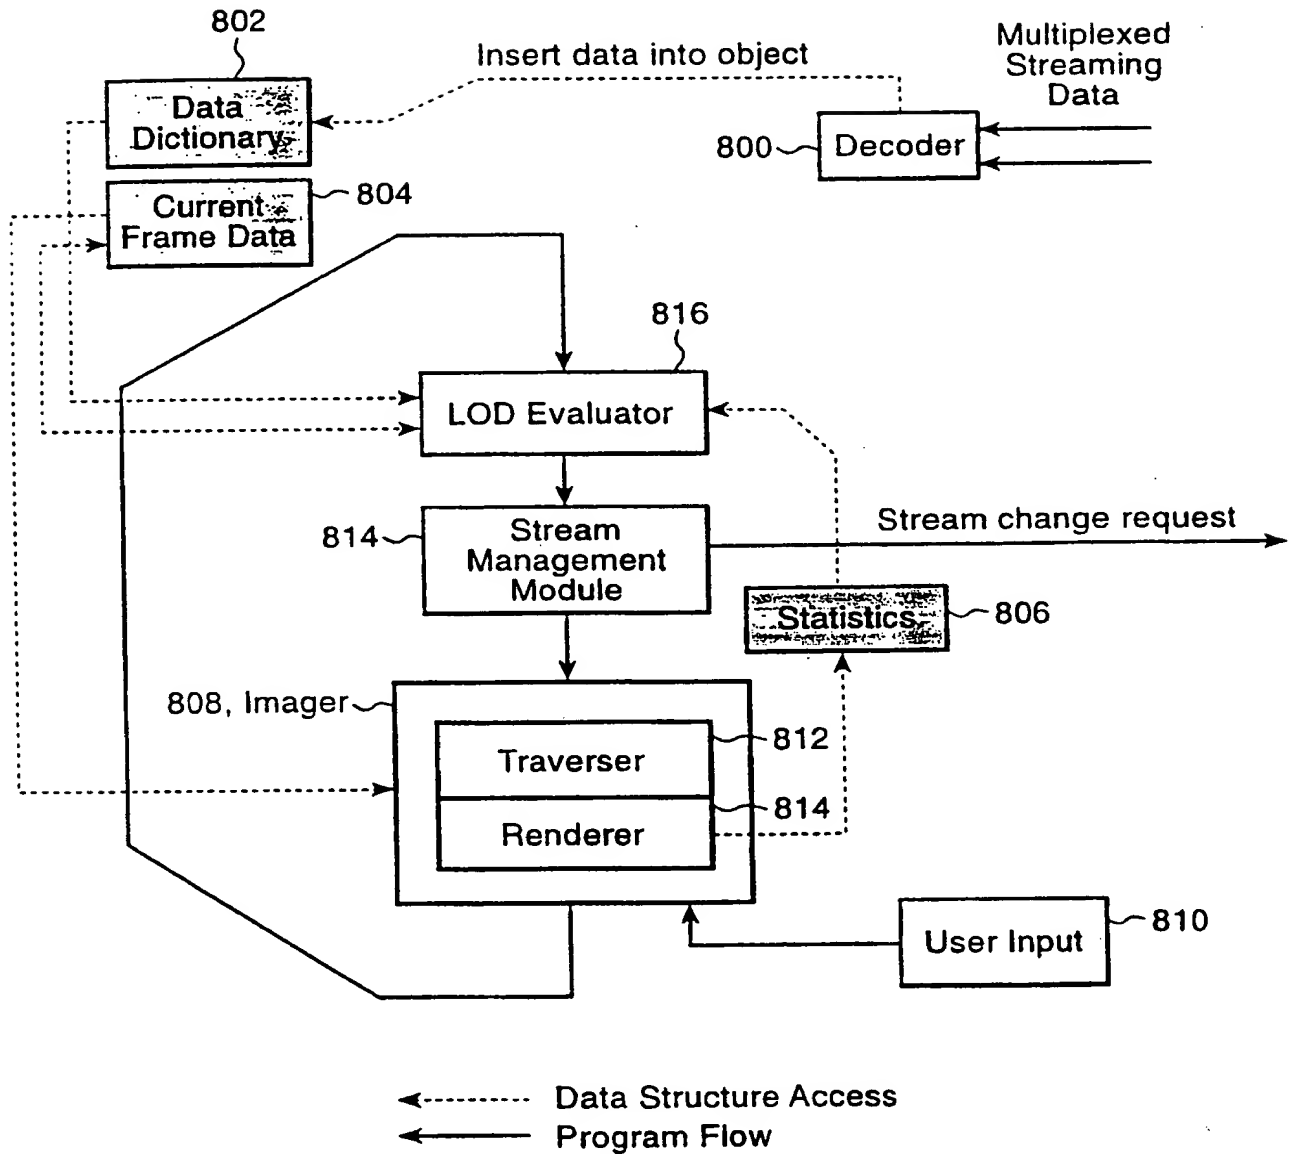 802
Insert data into object
Multiplexed
Streaming
Data
Data
Dictionary
800
Decoder
804
Current
Frame Data
816
LOD Evaluator
814
Stream
Management
Module
Stream change request
Statistics
806
808, Imager
Traverser
812
Renderer
814
User Input
810
Data Structure Access
Program Flow